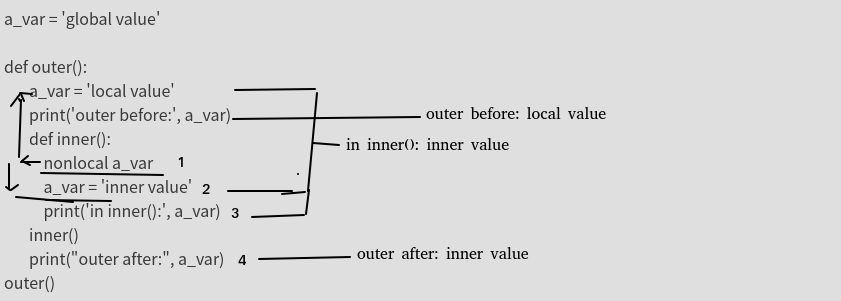 a_var = 'global value'
def outer():
a_var = 'local value'
print('outer before:', a_var) outer before: local value
def inner():
in inner(): inner value
nonlocal a_var 1
a_var = 'inner value' 2
print('in inner():', a_var) 3
inner()
print("outer after:", a_var) 4 outer after: inner value
outer()